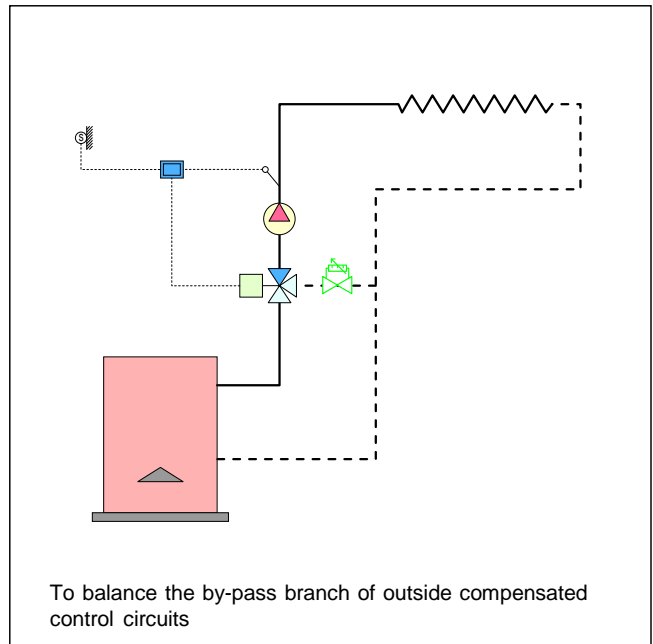 S
To balance the by-pass branch of outside compensated
control circuits